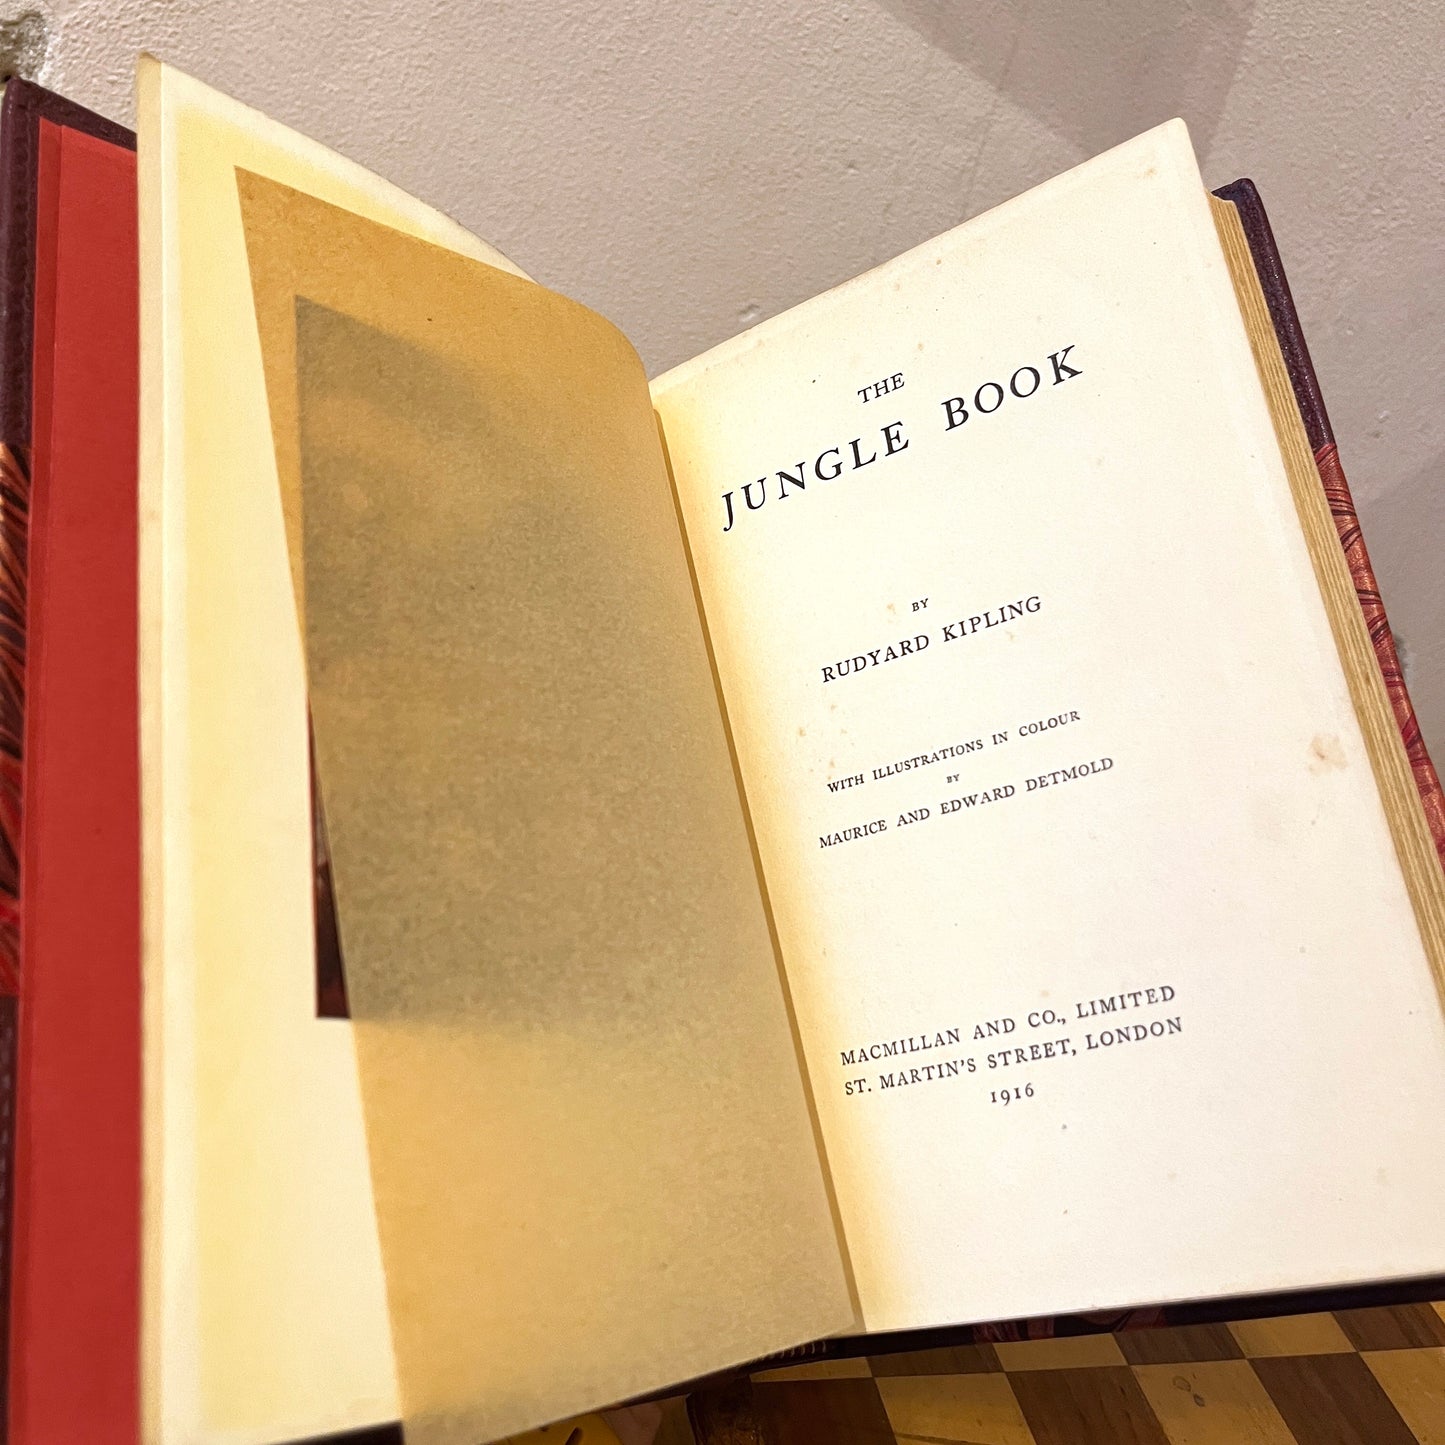 THE
JUNGLE BOOK
BY
RUDYARD KIPLING
WITH ILLUSTRATIONS IN COLOUR
BY
MAURICE AND EDWARD DETMOLD
MACMILLAN AND CO., LIMITED
ST. MARTIN'S STREET, LONDON
1916